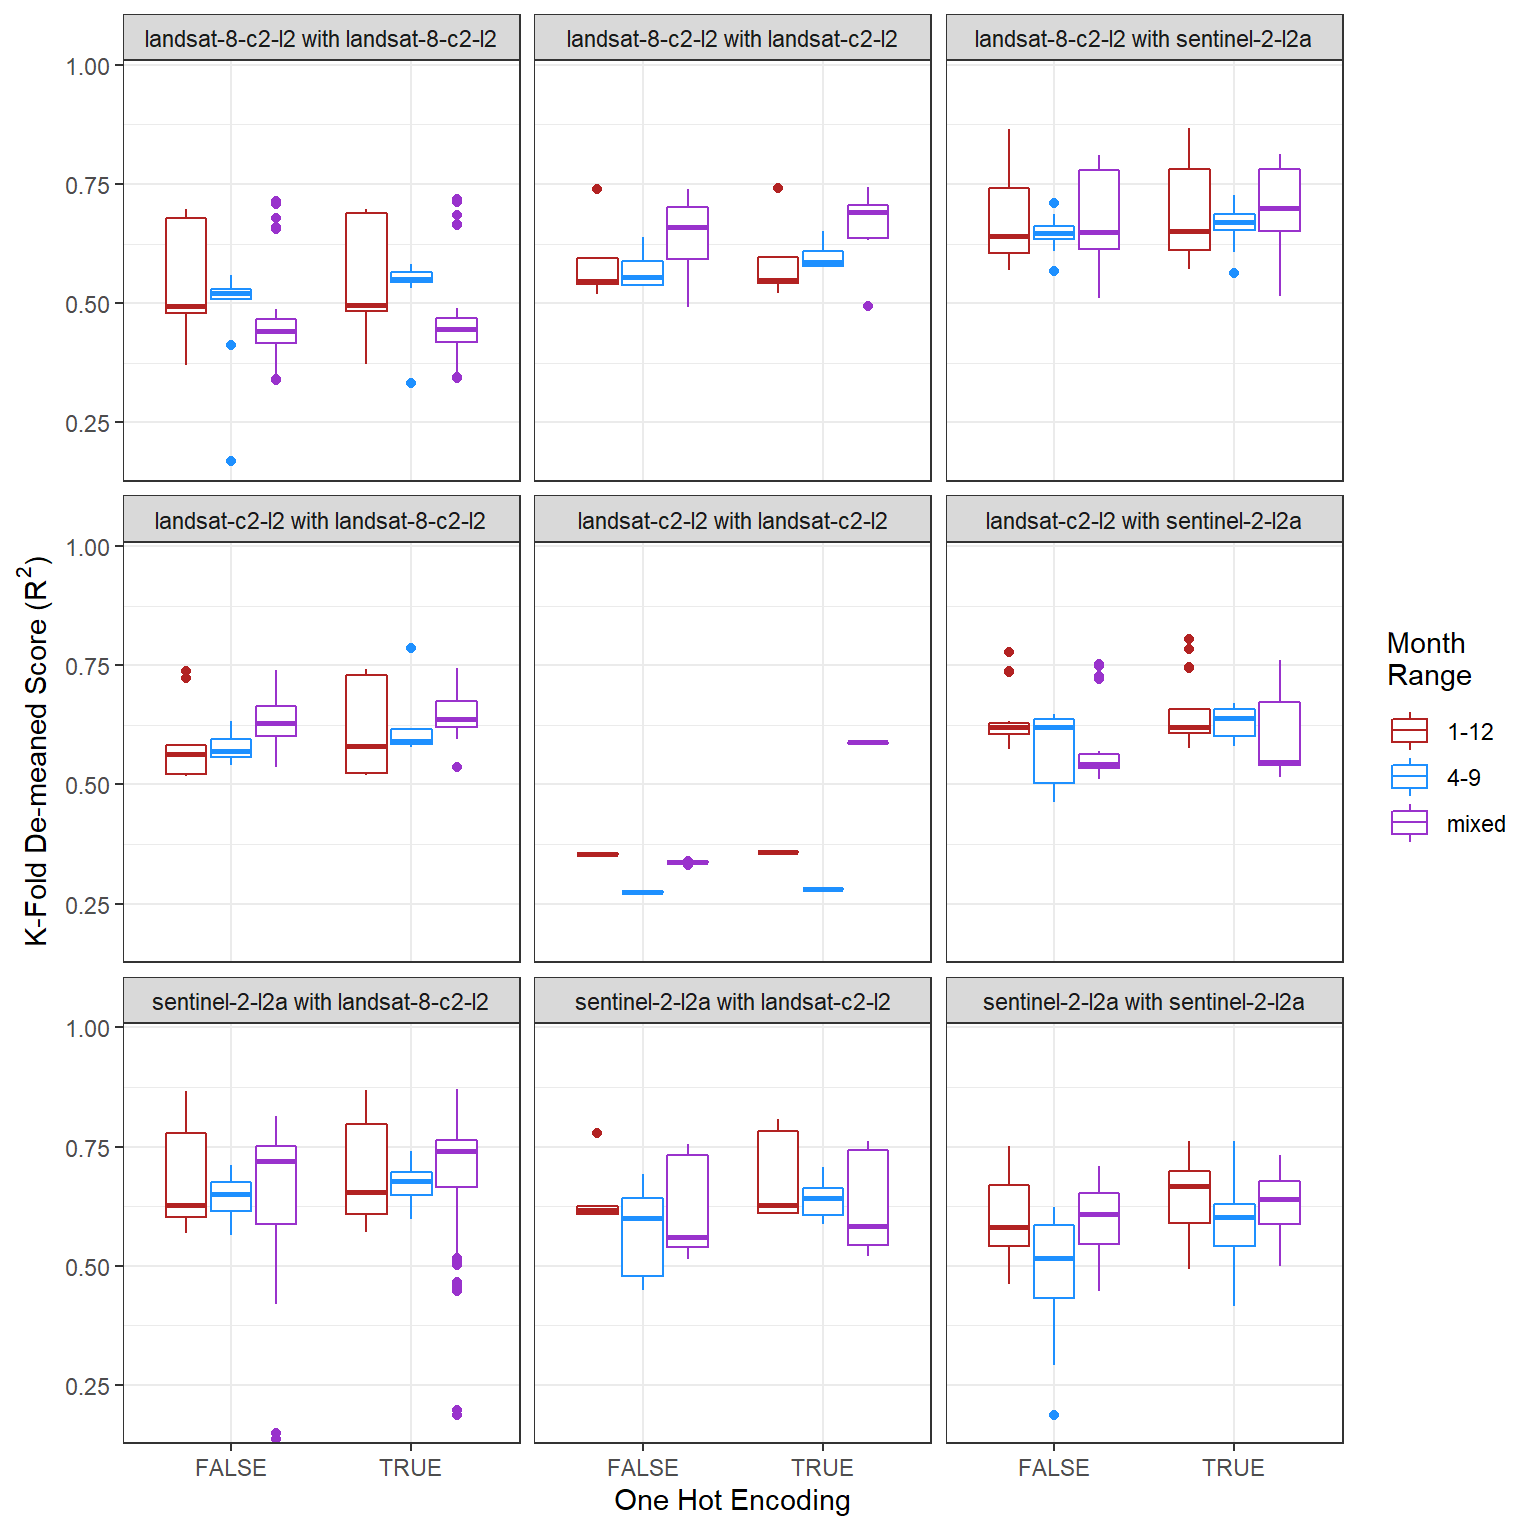 landsat-8-c2-l2 with landsat-8-c2-l2
landsat-8-c2-l2 with landsat-c2-l2
landsat-8-c2-l2 with sentinel-2-l2a
1.00
0.75
0.50
0.25
landsat-c2-l2 with landsat-8-c2-l2
landsat-c2-l2 with landsat-c2-l2
landsat-c2-l2 with sentinel-2-l2a
1.00
0.75
0.50
0.25
K-Fold De-meaned Score (R²)
sentinel-2-l2a with landsat-8-c2-l2
sentinel-2-l2a with landsat-c2-l2
sentinel-2-l2a with sentinel-2-l2a
1.00
0.75
0.50
0.25
FALSE
TRUE
FALSE
TRUE
FALSE
TRUE
One Hot Encoding
Month
Range
1-12
4-9
mixed